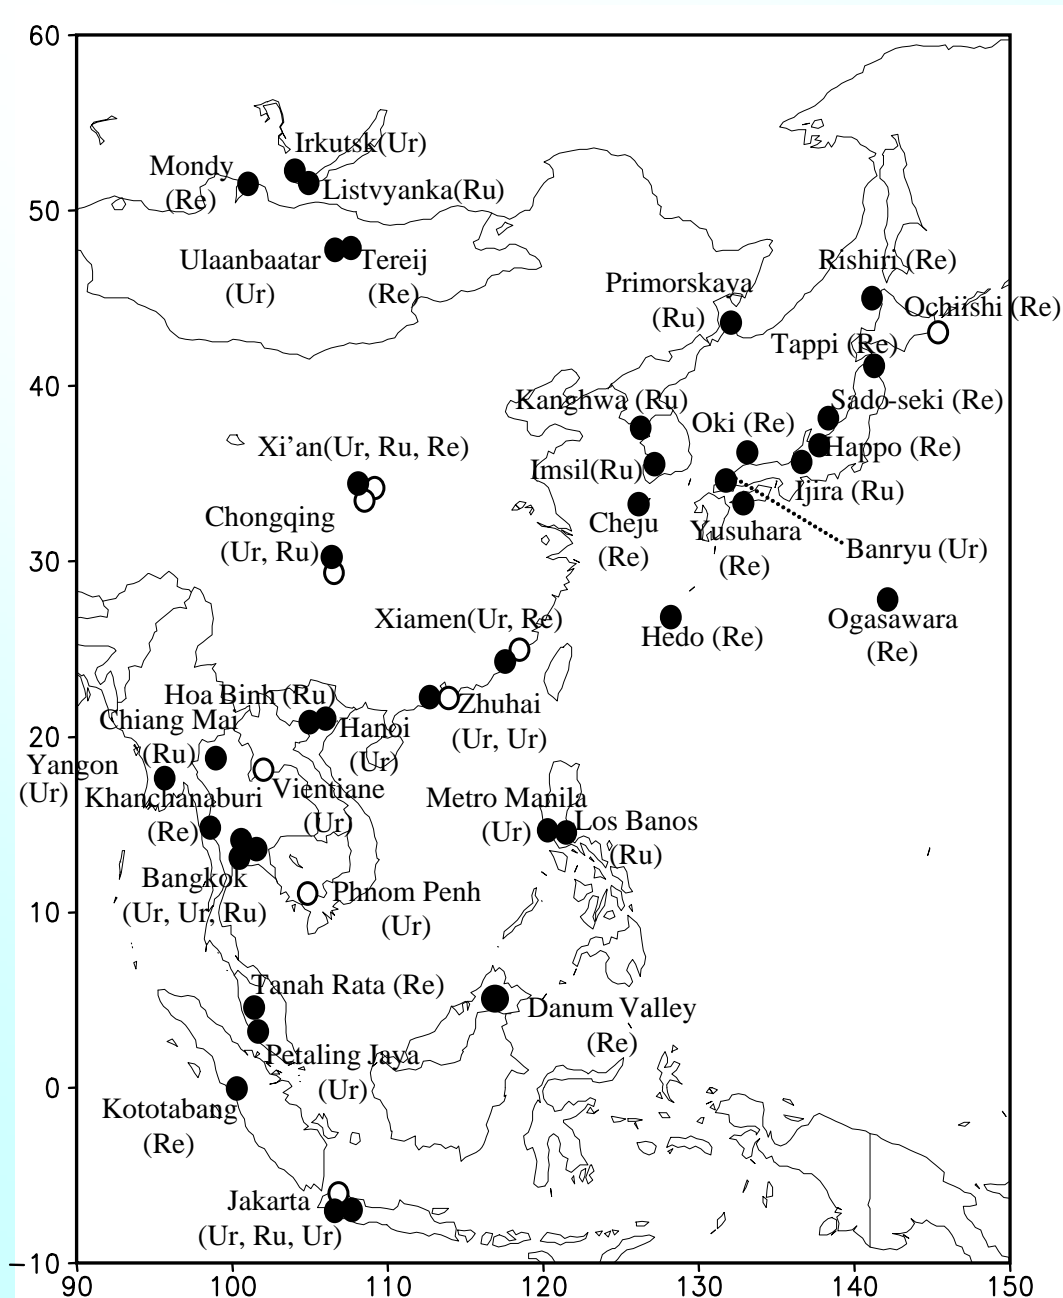 60
Irkutsk(Ur)
Mondy
(Re)
Listvyanka(Ru)
50
Ulaanbaatar
(Ur)
Tereij
(Re)
Rishiri (Re)
Primorskaya
(Ru)
Ochiishi (Re)
Tappi (Re)
40
Kanghwa (Ru)
Sado-seki (Re)
Oki (Re)
Xi’an(Ur, Ru, Re)
Happo (Re)
Imsil(Ru)
Ijira (Ru)
Chongqing
(Ur, Ru)
Cheju
(Re)
Yusuhara
(Re)
Banryu (Ur)
30
Xiamen(Ur, Re)
Hedo (Re)
Ogasawara
(Re)
Hoa Binh (Ru)
Zhuhai
(Ur, Ur)
Chiang Mai
(Ru)
Hanoi
(Ur)
20
Yangon
(Ur)
Khanchanaburi
(Re)
Vientiane
(Ur)
Metro Manila
(Ur)
Los Banos
(Ru)
Bangkok
(Ur, Ur, Ru)
Phnom Penh
(Ur)
10
Tanah Rata (Re)
Danum Valley
(Re)
Petaling Jaya
(Ur)
0
Kototabang
(Re)
Jakarta
(Ur, Ru, Ur)
−10
90 100 110 120 130 140 150